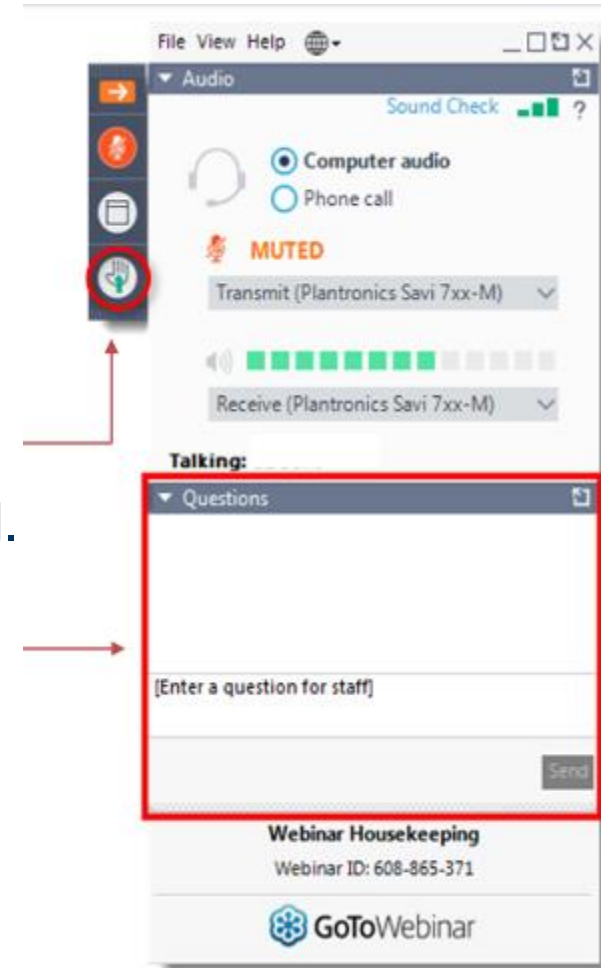 File View Help
Audio
Sound Check ?
Computer audio
Phone call
MUTED
Transmit (Plantronics Savi 7xx-M)
Receive (Plantronics Savi 7xx-M)
Talking:
Questions
.
[Enter a question for staff]
Send
Webinar Housekeeping
Webinar ID: 608-865-371
GoToWebinar